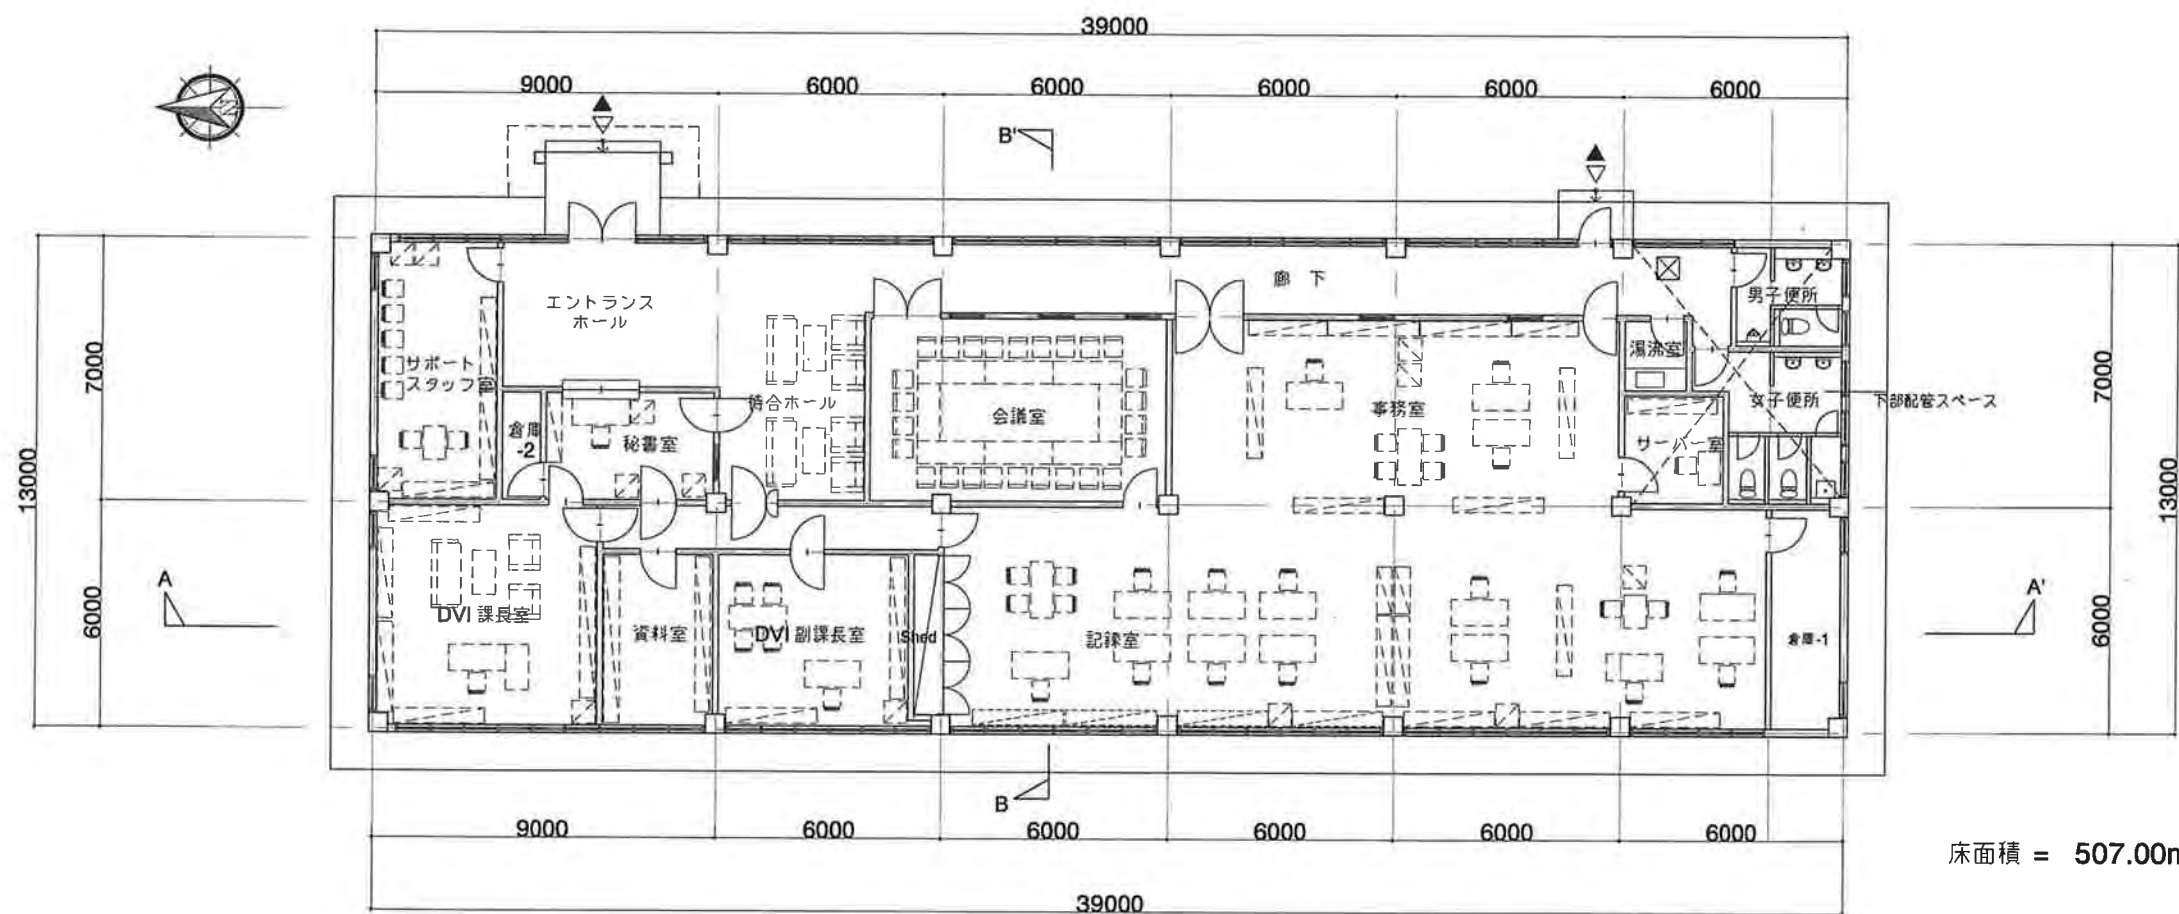 39000
9000
6000
6000
6000
6000
6000
B'
廊 下
男子便所
エントランス
ホール
湯沸室
7000
サポート
スタッフ室
待合ホール
会議室
事務室
女子便所
下部配管スペース
7000
倉庫
-2
秘書室
サーバー室
13000
13000
A
A'
6000
DVI 課長室
資料室
DVI 副課長室
Shed
記録室
倉庫-1
6000
B
9000
6000
6000
6000
6000
6000
床面積 = 507.00
39000